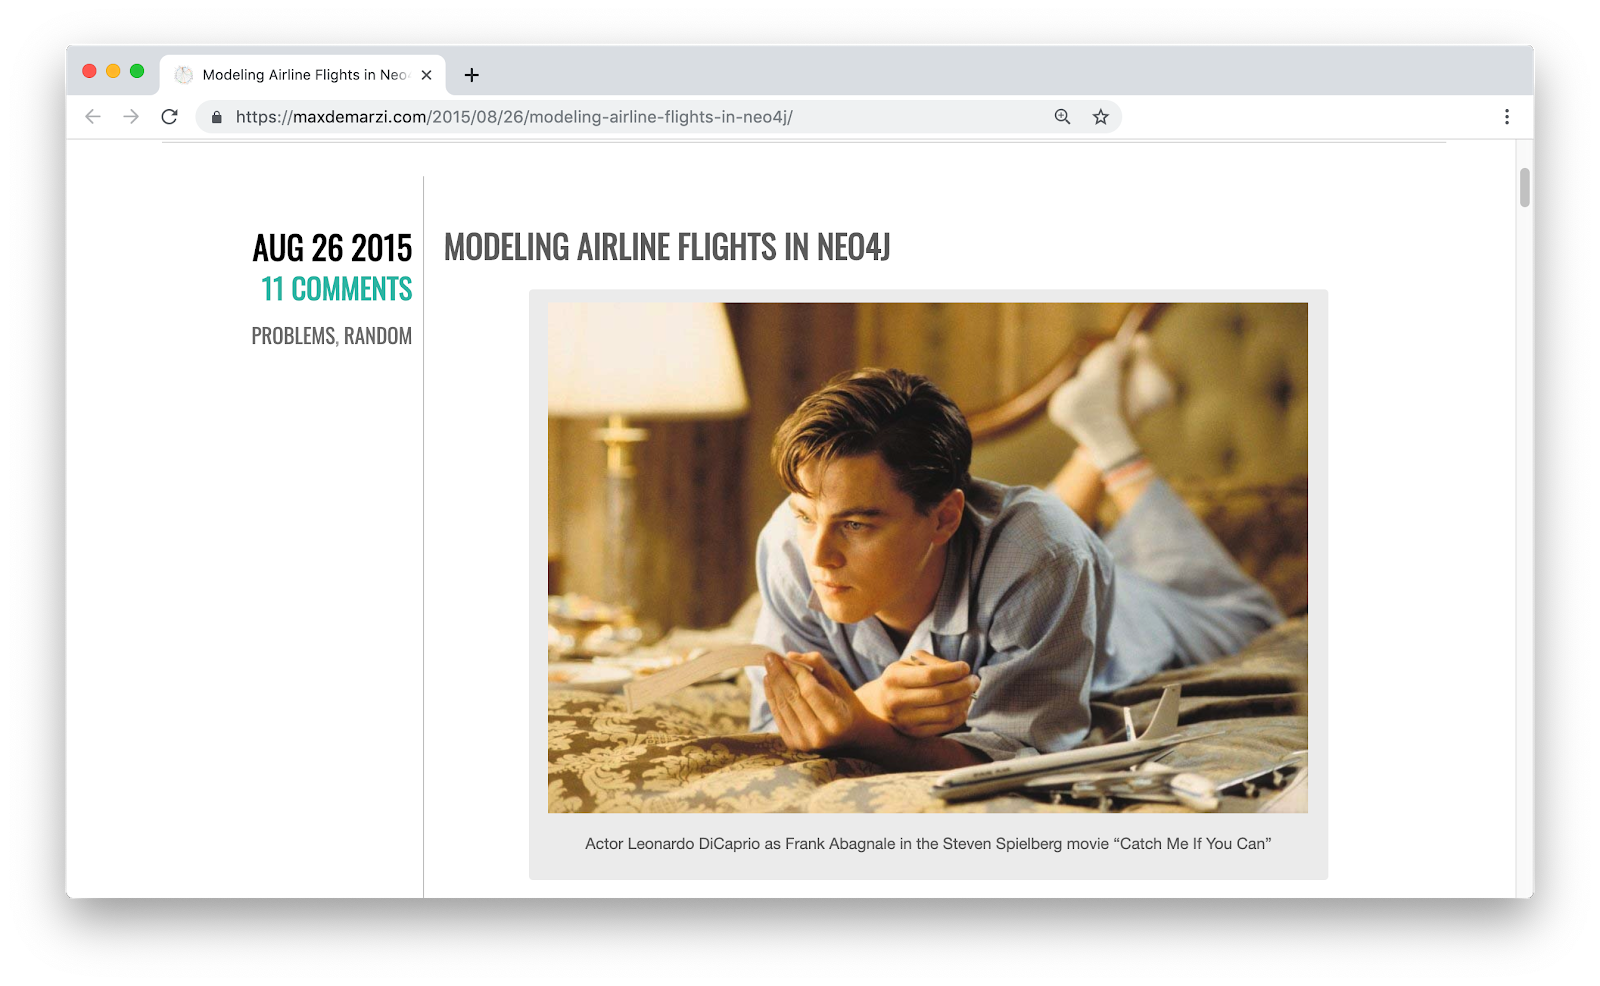 Modeling Airline Flights in Neo4
https://maxdemarzi.com/2015/08/26/modeling-airline-flights-in-neo4j/
AUG 26 2015
11 COMMENTS
PROBLEMS, RANDOM
MODELING AIRLINE FLIGHTS IN NEO4J
Actor Leonardo DiCaprio as Frank Abagnale in the Steven Spielberg movie “Catch Me If You Can”